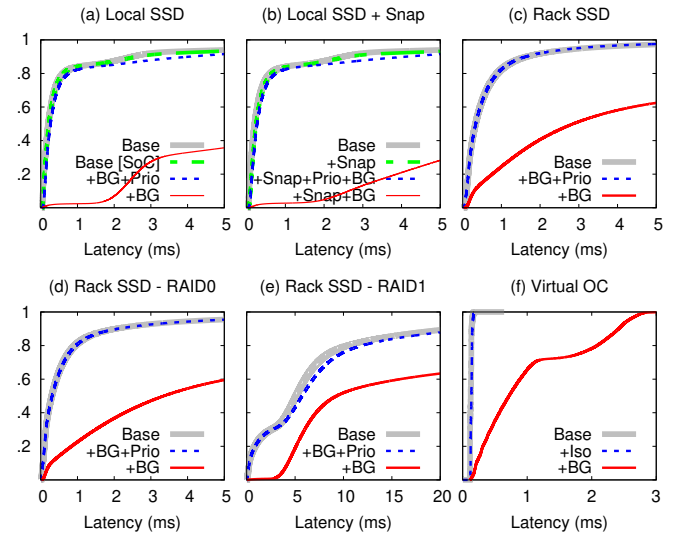 (a) Local SSD
1
.8
.6
.4
.2
Base
Base [SoC]
+BG+Prio
+BG
0 1 2 3 4 5
Latency (ms)
(b) Local SSD + Snap
Base
+Snap
+Snap+Prio+BG
+Snap+BG
0 1 2 3 4 5
Latency (ms)
(c) Rack SSD
Base
+BG+Prio
+BG
0 1 2 3 4 5
Latency (ms)
(d) Rack SSD - RAID0
1
.8
.6
.4
.2
Base
+BG+Prio
+BG
0 1 2 3 4 5
Latency (ms)
(e) Rack SSD - RAID1
Base
+BG+Prio
+BG
0 5 10 15 20
Latency (ms)
(f) Virtual OC
Base
+Iso
+BG
0 1 2 3
Latency (ms)